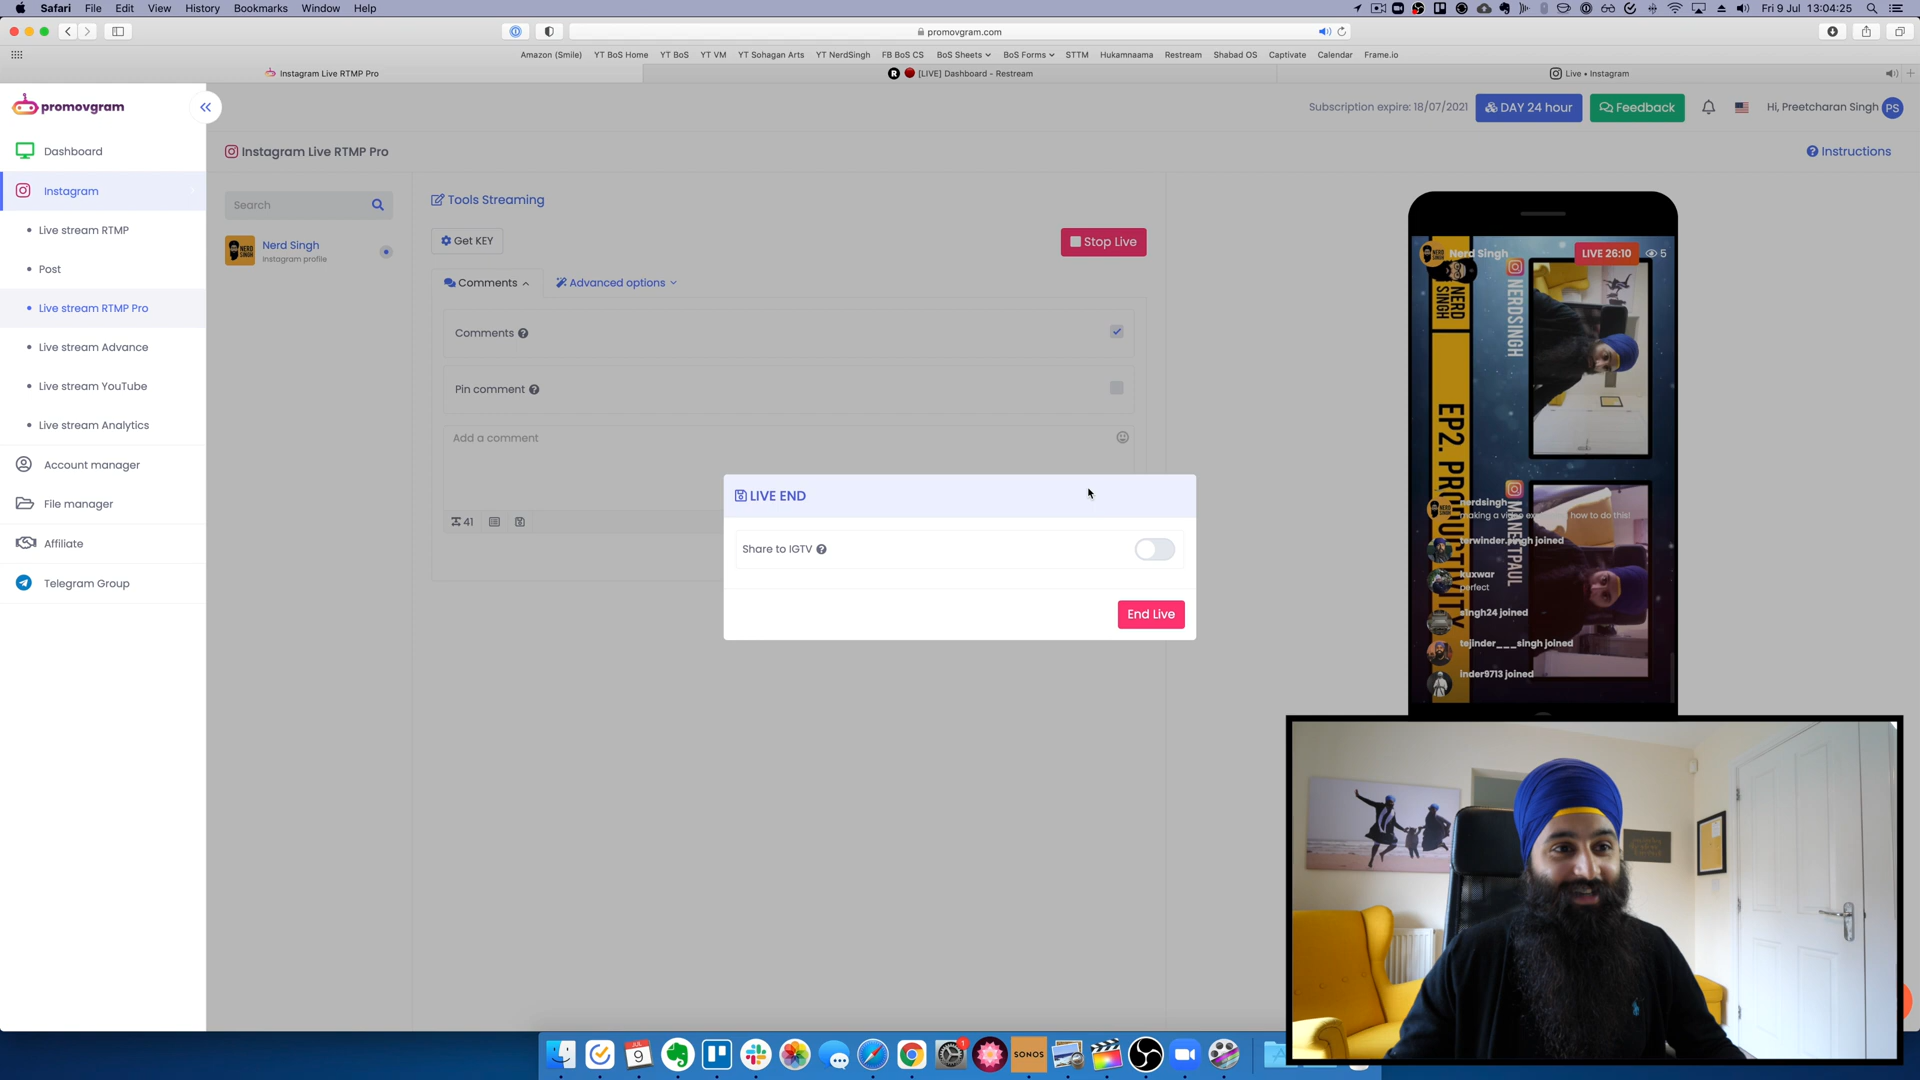 Safari File Edit View History Bookmarks Window Help
Fri 9 Jul 13:04:25
promovgram.com
Amazon (Smile) YT BoS Home YT BoS YT VM YT Sohagan Arts YT NerdSingh FB BoS CS BoS Sheets BoS Forms STTM Hukamnaama Restream Shabad OS Captivate Calendar Frame.io
Instagram Live RTMP Pro
R [LIVE] Dashboard - Restream
Live • Instagram
promovgram
Subscription expire: 18/07/2021
DAY 24 hour
Feedback
Hi, Preetcharan Singh PS
Dashboard
Instagram
Live stream RTMP
Post
Live stream RTMP Pro
Live stream Advance
Live stream YouTube
Live stream Analytics
Account manager
File manager
Affiliate
Telegram Group
Instagram Live RTMP Pro
Instructions
Search
Nerd Singh
Instagram profile
Tools Streaming
Get KEY
Stop Live
Comments
Advanced options
Comments
Pin comment
Add a comment
41
LIVE END
Share to IGTV
End Live
Nerd Singh
LIVE 26:10
5
NERD
SINGH
NERDSINGH
nerdsingh
terwinder.singh joined
kuxwar
perfect
singh24 joined
tejinder___singh joined
inder9713 joined
JUL
9
1
SONOS